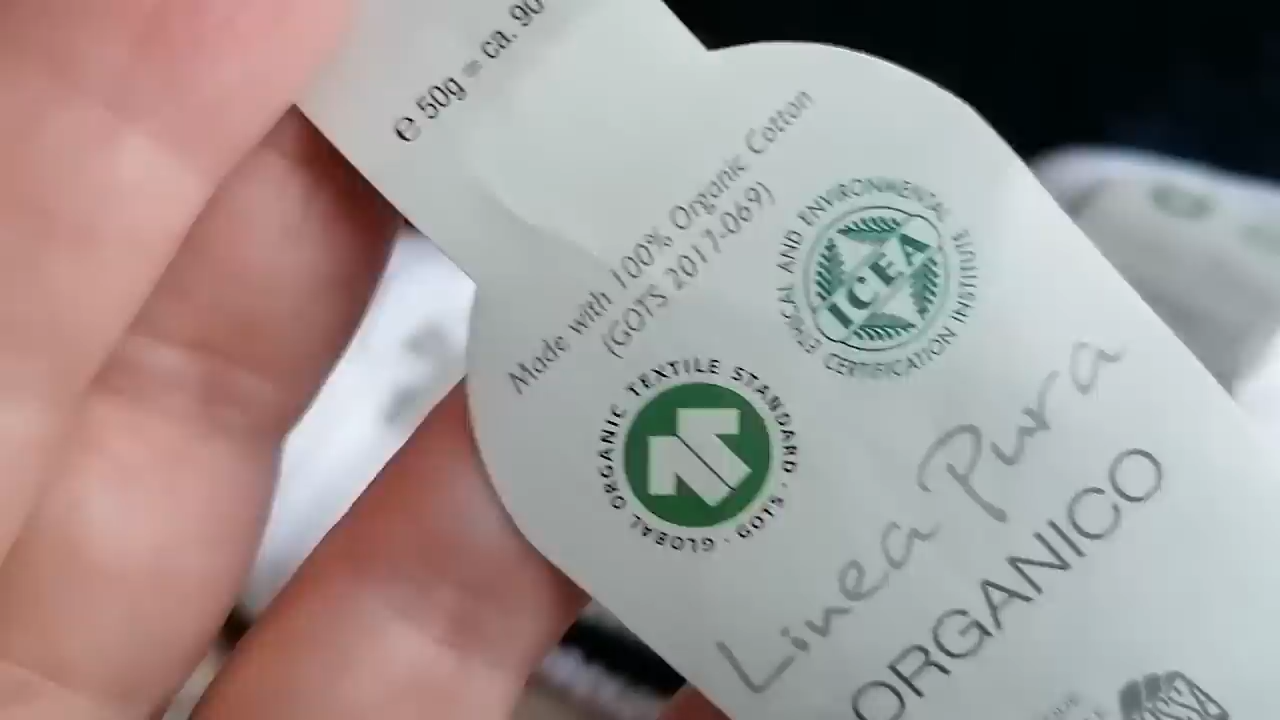 e 50g = ca. 90
Made with 100% Organic Cotton
(GOTS 2017-069)
ETHICAL AND ENVIRONMENTAL CERTIFICATION INSTITUTE
ICEA
GLOBAL ORGANIC TEXTILE STANDARD · GOTS ·
Linea Pura
ORGANICO